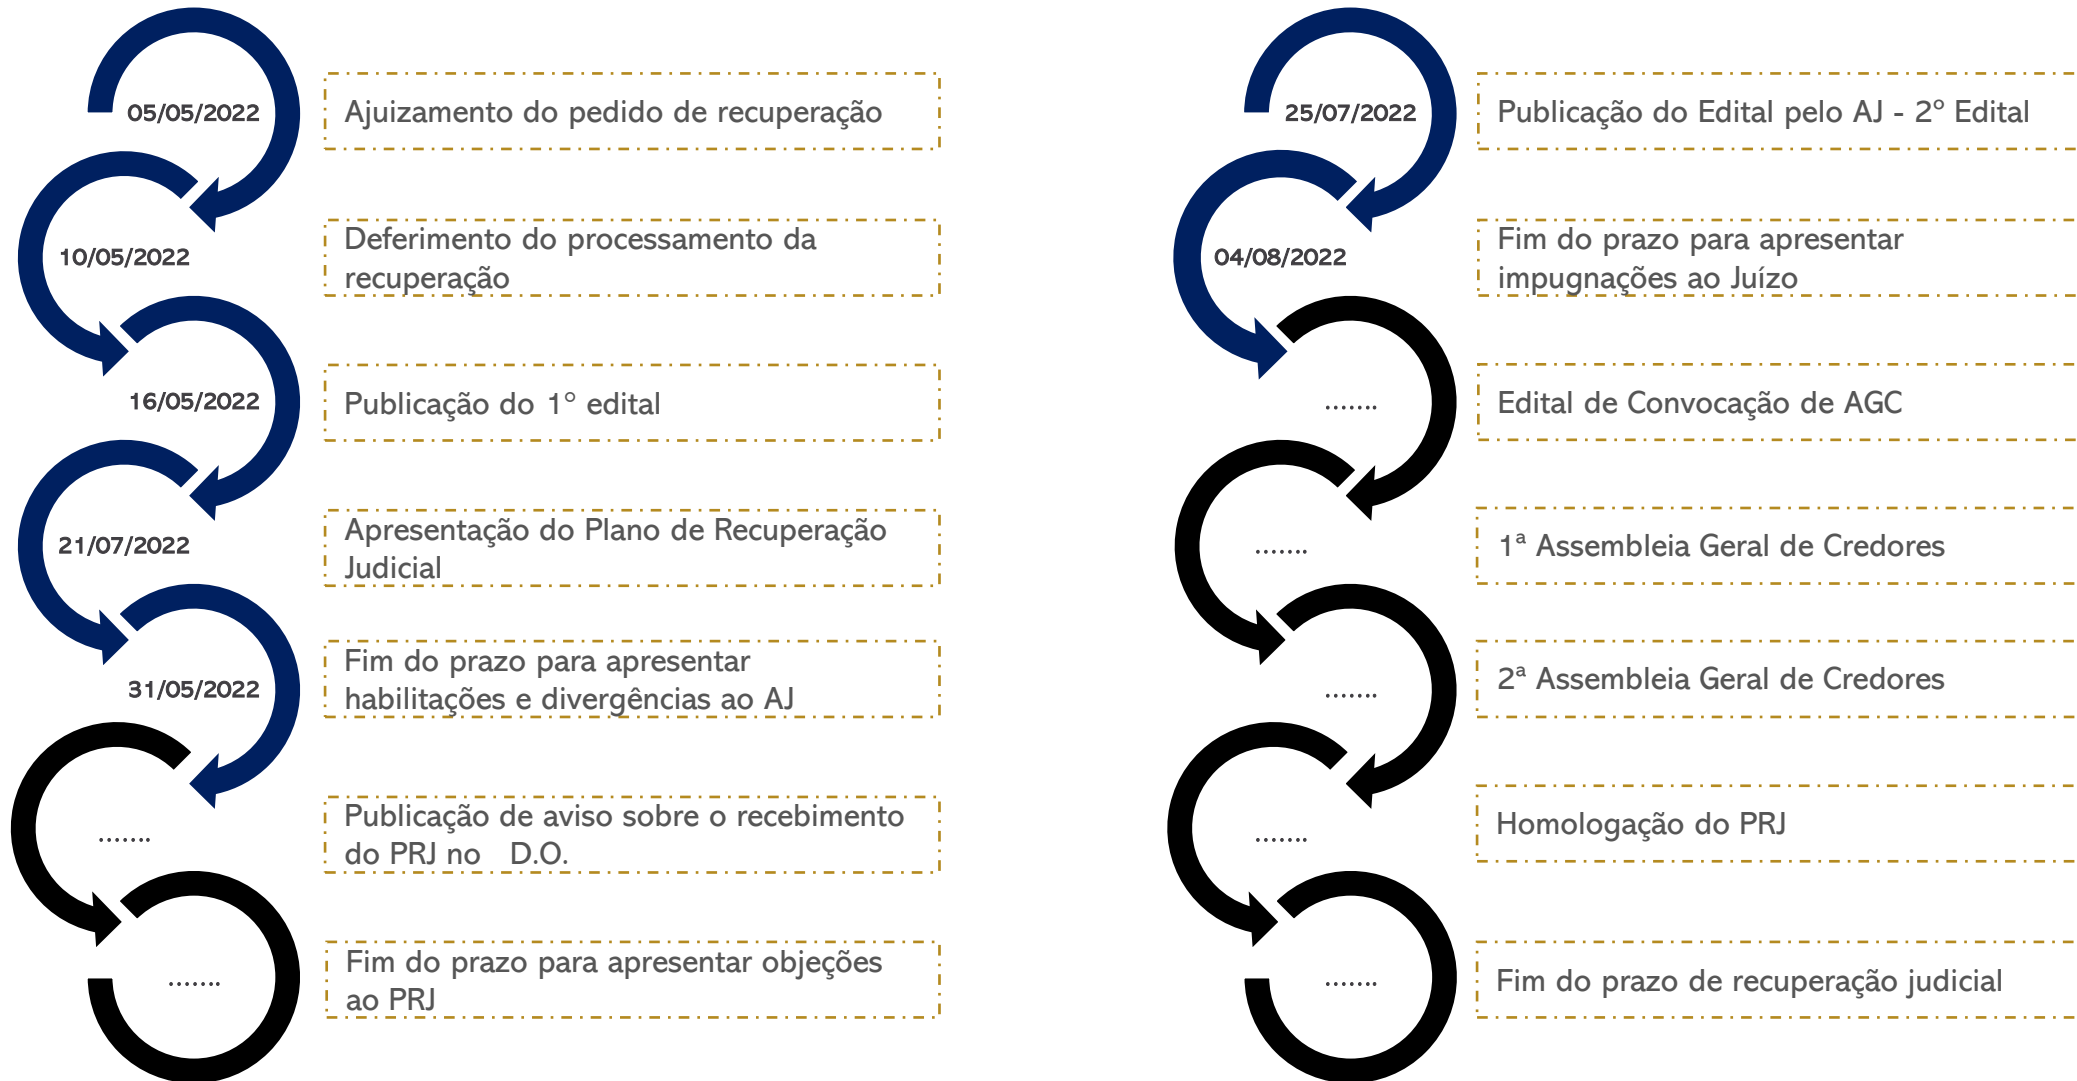 05/05/2022
Ajuizamento do pedido de recuperação
10/05/2022
Deferimento do processamento da
recuperação
16/05/2022
Publicação do 1º edital
21/07/2022
Apresentação do Plano de Recuperação
Judicial
31/05/2022
Fim do prazo para apresentar
habilitações e divergências ao AJ
.......
Publicação de aviso sobre o recebimento
do PRJ no   D.O.
.......
Fim do prazo para apresentar objeções
ao PRJ
25/07/2022
Publicação do Edital pelo AJ - 2º Edital
04/08/2022
Fim do prazo para apresentar
impugnações ao Juízo
.......
Edital de Convocação de AGC
.......
1ª Assembleia Geral de Credores
.......
2ª Assembleia Geral de Credores
.......
Homologação do PRJ
.......
Fim do prazo de recuperação judicial